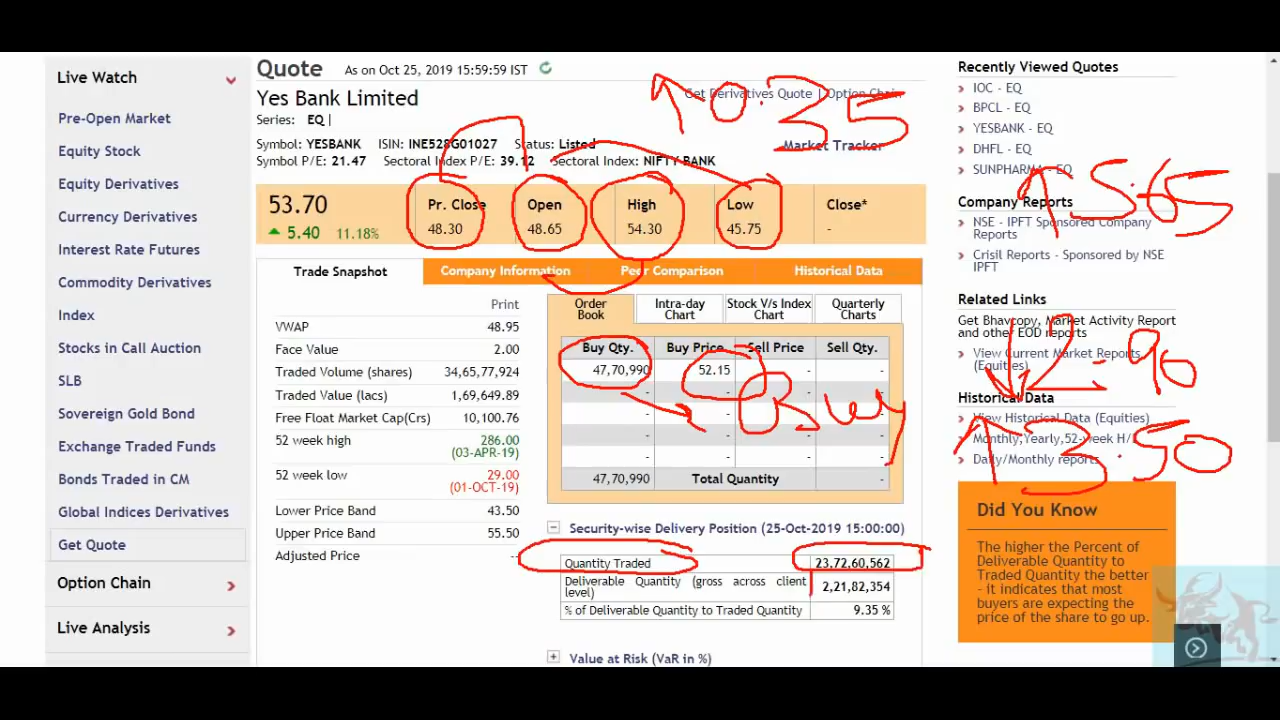 Live Watch
Pre-Open Market
Equity Stock
Equity Derivatives
Currency Derivatives
Interest Rate Futures
Commodity Derivatives
Index
Stocks in Call Auction
SLB
Sovereign Gold Bond
Exchange Traded Funds
Bonds Traded in CM
Global Indices Derivatives
Get Quote
Option Chain
Live Analysis
Quote As on Oct 25, 2019 15:59:59 IST
Get Derivatives Quote | Option Chain
Yes Bank Limited
Series: EQ |
0.35
Market Tracker
Symbol: YESBANK ISIN: INE528G01027 Status: Listed
Symbol P/E: 21.47 Sectoral Index P/E: 39.12 Sectoral Index: NIFTY BANK
53.70 Pr. Close Open High Low Close*
5.40 11.18% 48.30 48.65 54.30 45.75 -
Trade Snapshot Company Information Peer Comparison Historical Data
Print
VWAP 48.95
Face Value 2.00
Traded Volume (shares) 34,65,77,924
Traded Value (lacs) 1,69,649.89
Free Float Market Cap(Crs) 10,100.76
52 week high 286.00
(03-APR-19)
52 week low 29.00
(01-OCT-19)
Lower Price Band 43.50
Upper Price Band 55.50
Adjusted Price --
Order Book Intra-day Chart Stock V/s Index Chart Quarterly Charts
Buy Qty. Buy Price Sell Price Sell Qty.
47,70,990 52.15 - -
- - - -
- - - -
- - - -
- - - -
Buy
47,70,990 Total Quantity -
Security-wise Delivery Position (25-Oct-2019 15:00:00)
Quantity Traded 23,72,60,562
Deliverable Quantity (gross across client level) 2,21,82,354
% of Deliverable Quantity to Traded Quantity 9.35 %
Value at Risk (VaR in %)
Recently Viewed Quotes
IOC - EQ
BPCL - EQ
YESBANK - EQ
DHFL - EQ
SUNPHARMA - EQ
5.65
Company Reports
NSE - IPFT Sponsored Company
Reports
Crisil Reports - Sponsored by NSE
IPFT
Related Links
Get Bhavcopy, Market Activity Report
and other EOD reports
View Current Market Reports
(Equities)
2.90
Historical Data
View Historical Data (Equities)
Monthly,Yearly,52-week H/
Daily/Monthly reports
3.50
Did You Know
The higher the Percent of
Deliverable Quantity to
Traded Quantity the better
- it indicates that most
buyers are expecting the
price of the share to go up.